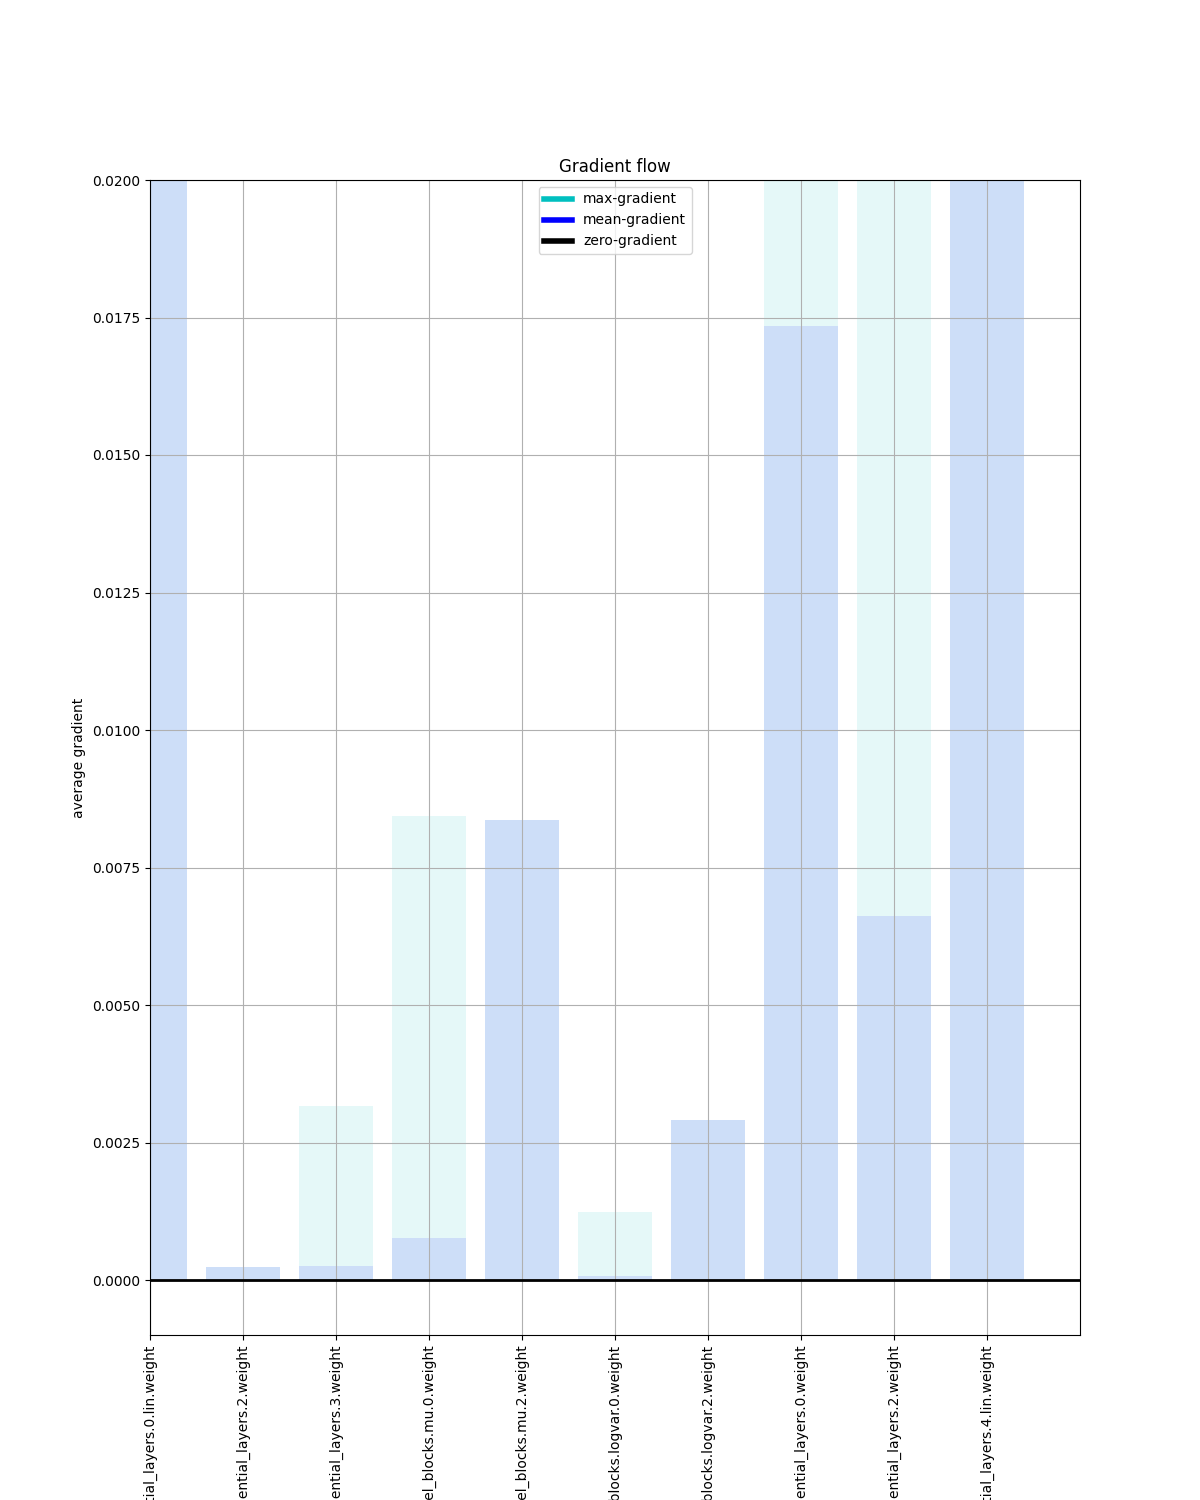 Gradient flow
max-gradient
mean-gradient
zero-gradient
0.0200
0.0175
0.0150
0.0125
0.0100
0.0075
0.0050
0.0025
0.0000
average gradient
tial_layers.0.lin.weight
ential_layers.2.weight
ential_layers.3.weight
el_blocks.mu.0.weight
el_blocks.mu.2.weight
blocks.logvar.0.weight
blocks.logvar.2.weight
ential_layers.0.weight
ential_layers.2.weight
tial_layers.4.lin.weight